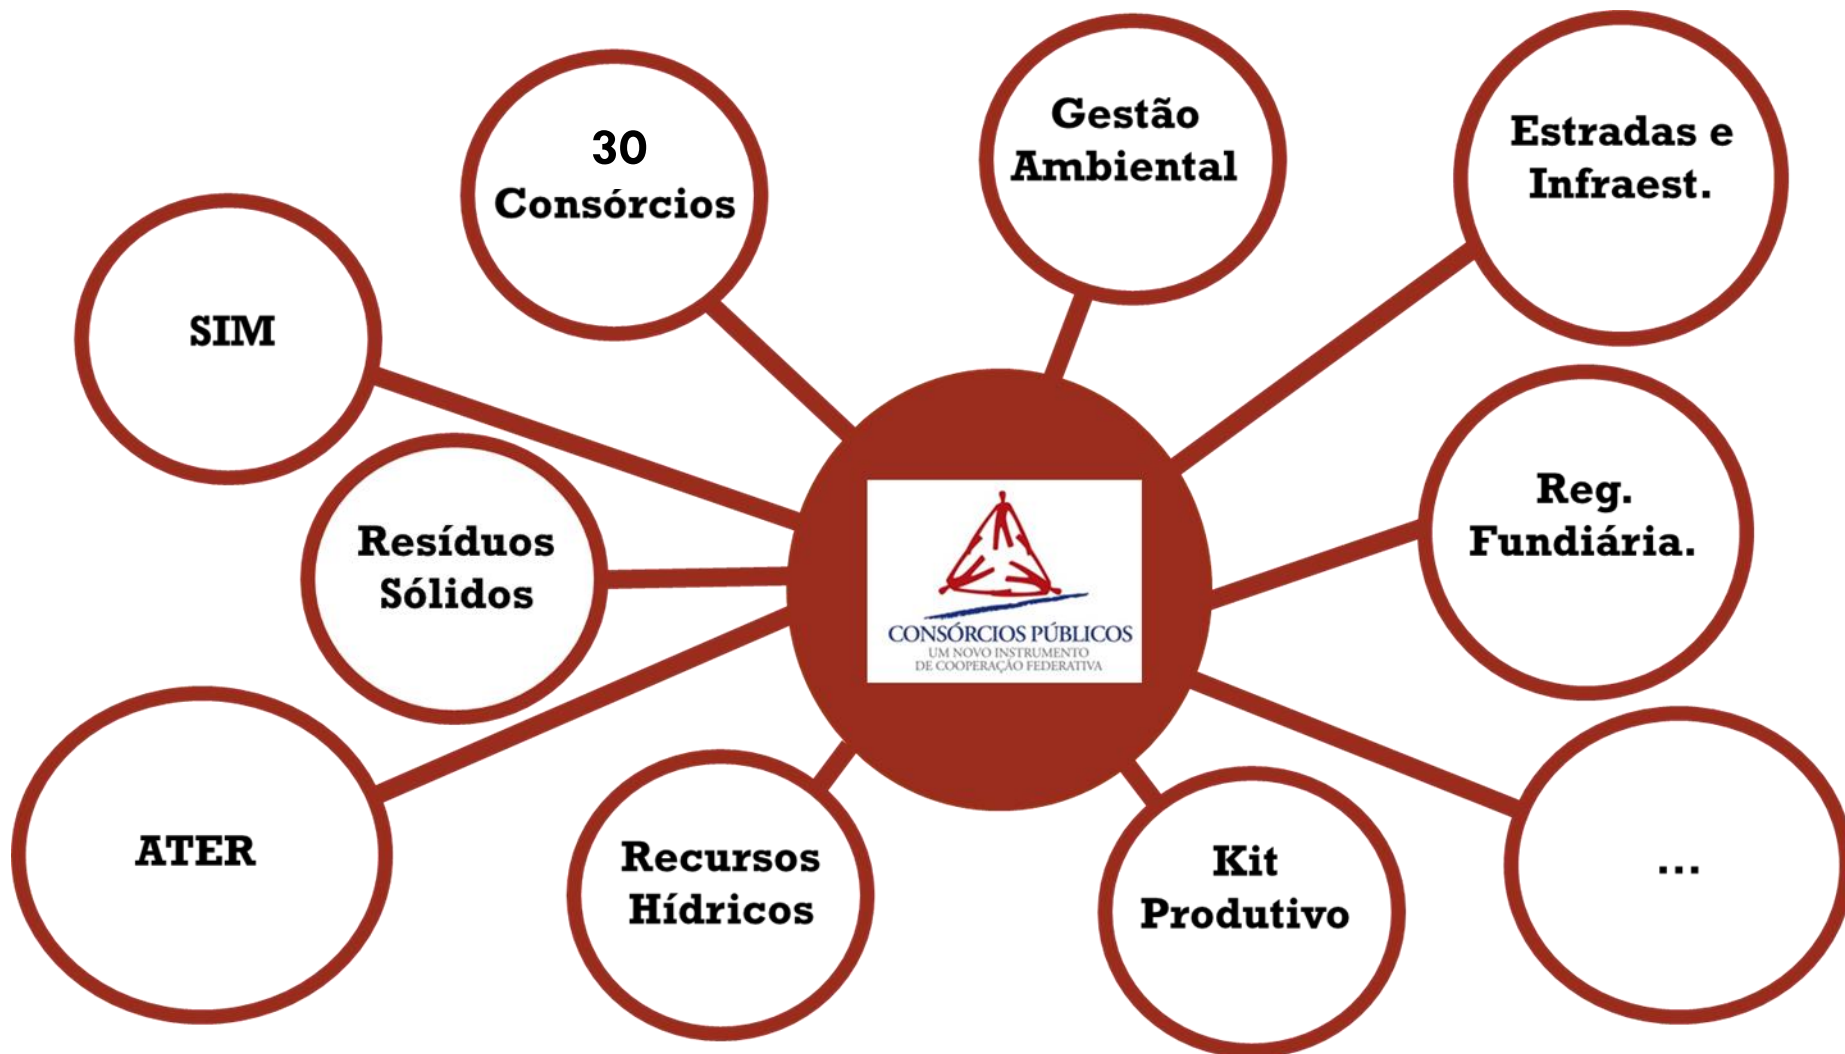 30
Consórcios
Gestão
Ambiental
Estradas e
Infraest.
SIM
Resíduos
Sólidos
CONSÓRCIOS PÚBLICOS
UM NOVO INSTRUMENTO
DE COOPERAÇÃO FEDERATIVA
Reg.
Fundiária.
ATER
Recursos
Hídricos
Kit
Produtivo
...